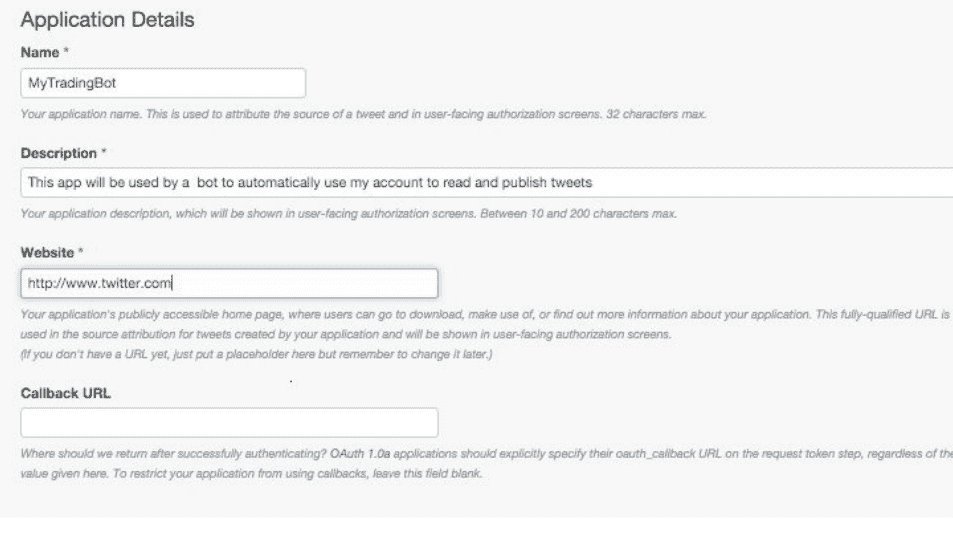 Application Details
Name *
MyTradingBot
Your application name. This is used to attribute the source of a tweet and in user-facing authorization screens. 32 characters max.
Description *
This app will be used by a  bot to automatically use my account to read and publish tweets
Your application description, which will be shown in user-facing authorization screens. Between 10 and 200 characters max.
Website *
http://www.twitter.com
Your application's publicly accessible home page, where users can go to download, make use of, or find out more information about your application. This fully-qualified URL is
used in the source attribution for tweets created by your application and will be shown in user-facing authorization screens.
(If you don't have a URL yet, just put a placeholder here but remember to change it later.)
Callback URL
Where should we return after successfully authenticating? OAuth 1.0a applications should explicitly specify their oauth_callback URL on the request token step, regardless of the
value given here. To restrict your application from using callbacks, leave this field blank.